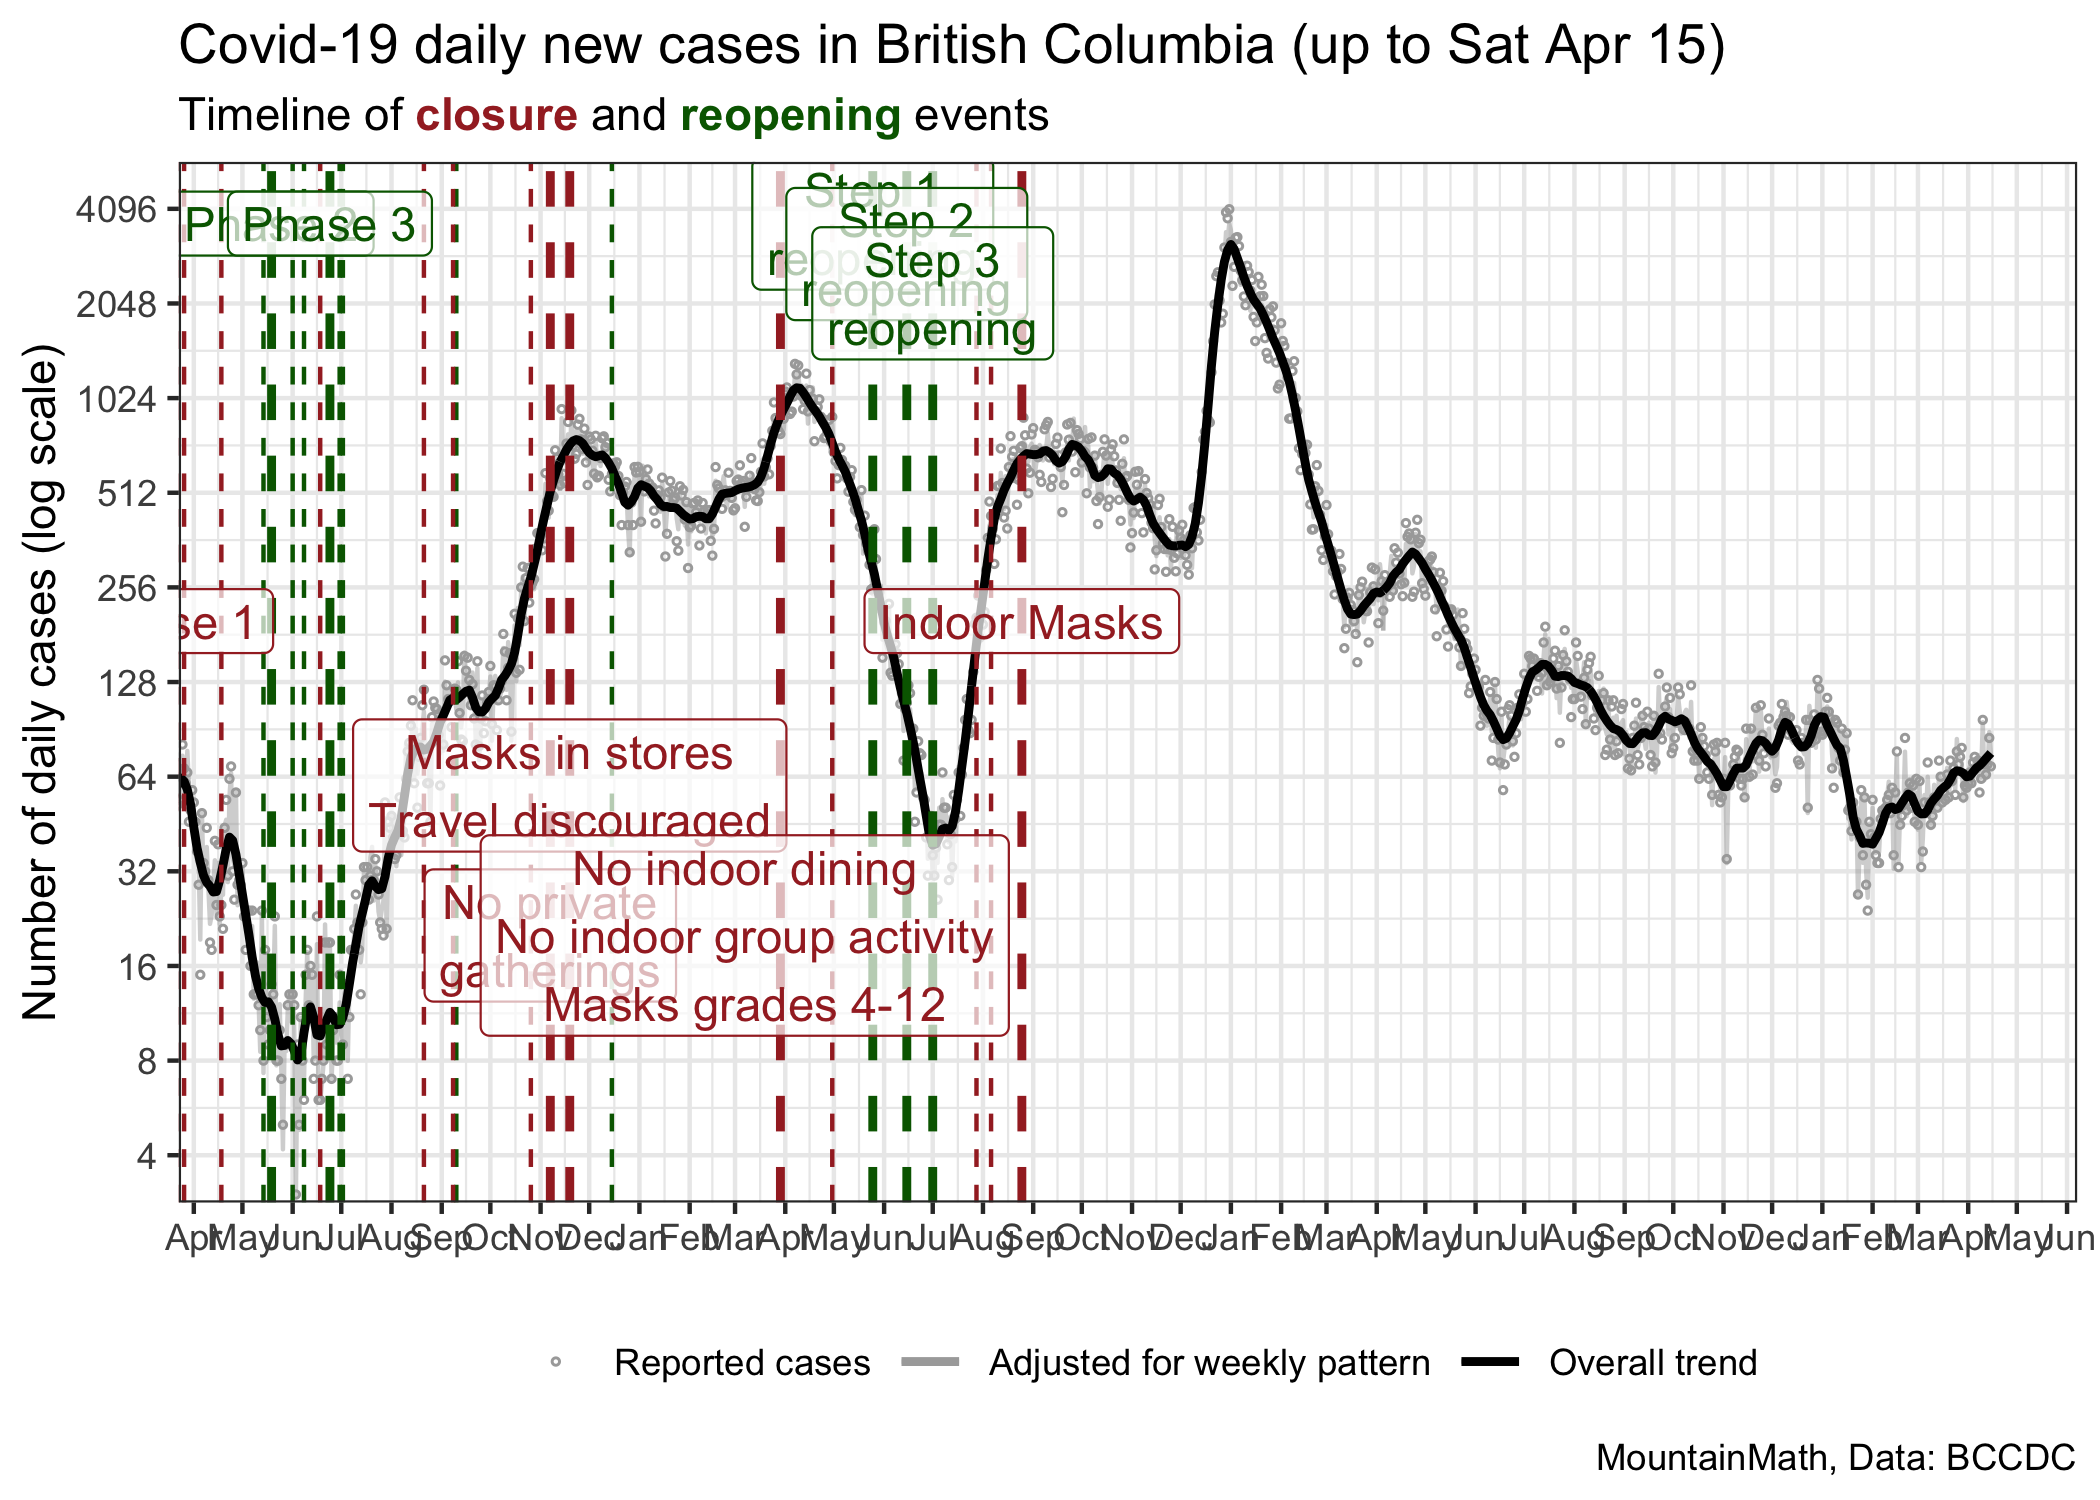 Covid-19 daily new cases in British Columbia (up to Sat Apr 15)
Timeline of closure and reopening events
Number of daily cases (log scale)
4096
2048
1024
512
256
128
64
32
16
8
4
Phase 2
Phase 3
Step 1
reopening
Step 2
reopening
Step 3
reopening
se 1
Indoor Masks
Masks in stores
Travel discouraged
No private
gatherings
No indoor dining
No indoor group activity
Masks grades 4-12
Apr May Jun Jul Aug Sep Oct Nov Dec Jan Feb Mar Apr May Jun Jul Aug Sep Oct Nov Dec Jan Feb Mar Apr May Jun Jul Aug Sep Oct Nov Dec Jan Feb Mar Apr May Jun
Reported cases Adjusted for weekly pattern Overall trend
MountainMath, Data: BCCDC